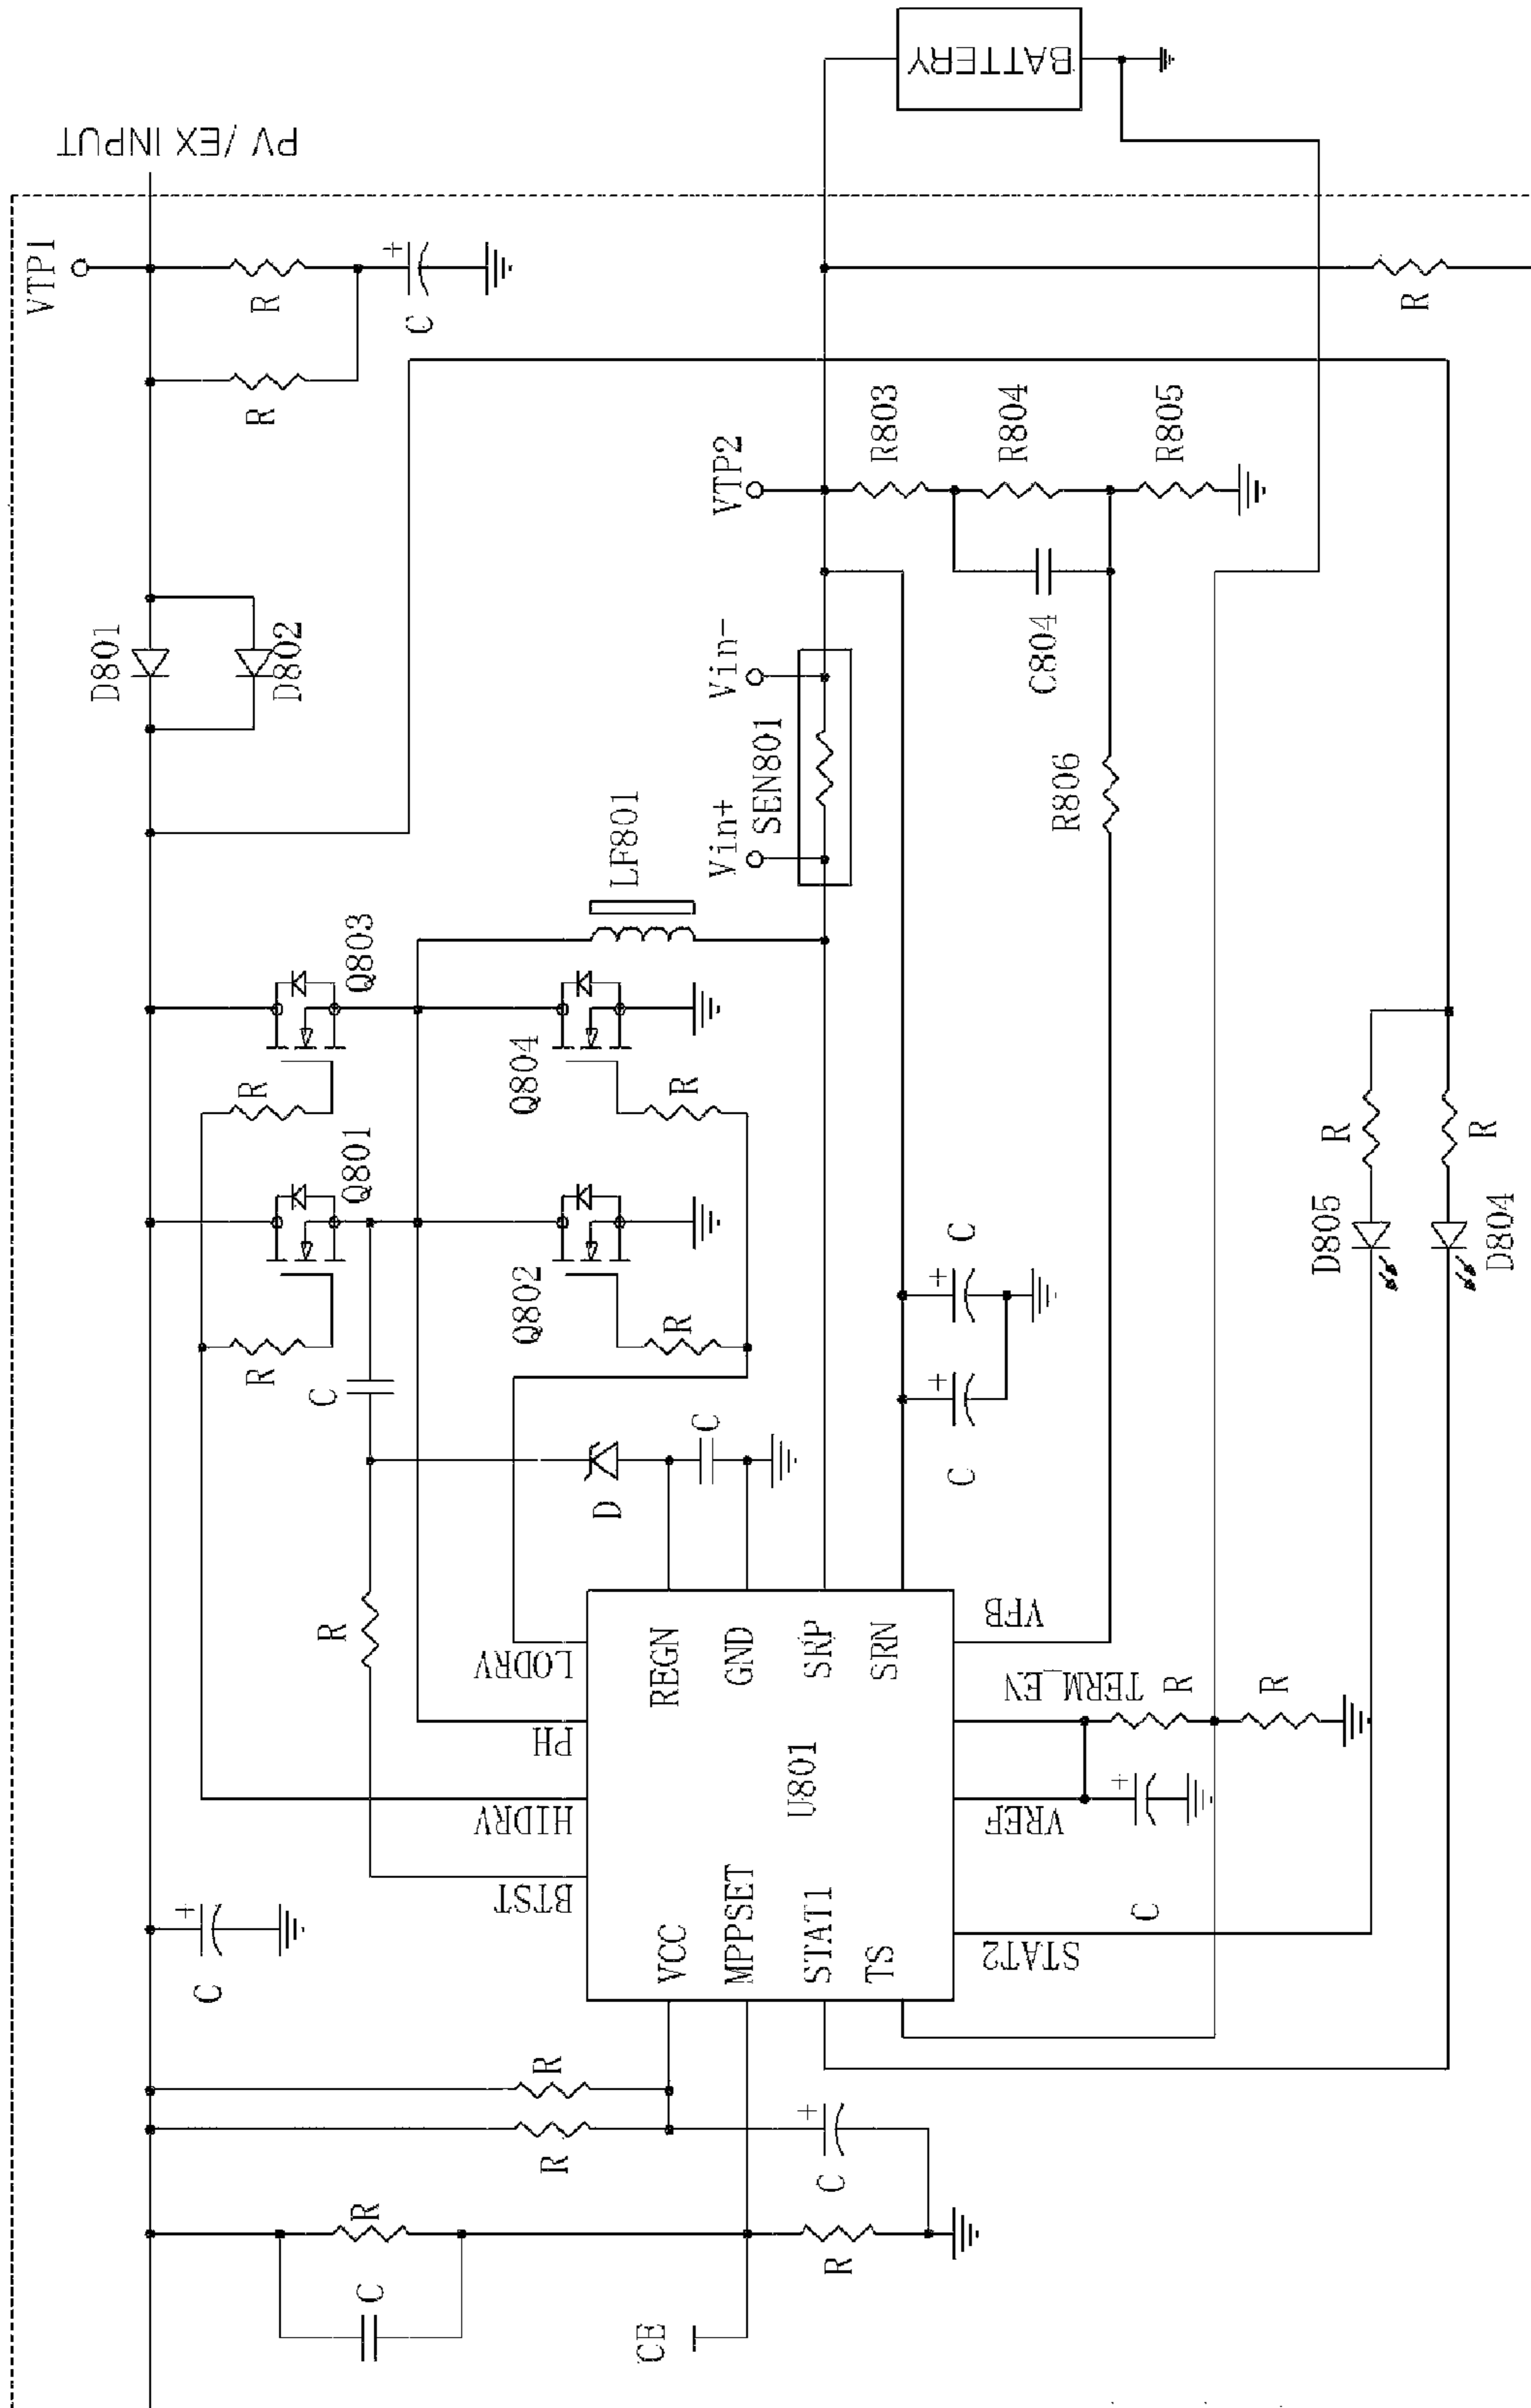 BATTERY
PV /EX INPUT
VTP1
R
C
R
R
VTP2
R803
R804
R805
C804
D801
D802
Vin-
Vin+
SEN801
LF801
R806
Q803
Q804
R
R
Q801
Q802
R
R
C
D
C
R
C
C
R
R
D805
D804
LODRV
PH
HIDRV
BTST
REGN
GND
SRP
SRN
VFB
TERM_EN
VREF
STAT2
U801
VCC
MPPSET
STAT1
TS
R
R
C
C
R
R
C
R
C
R
CE